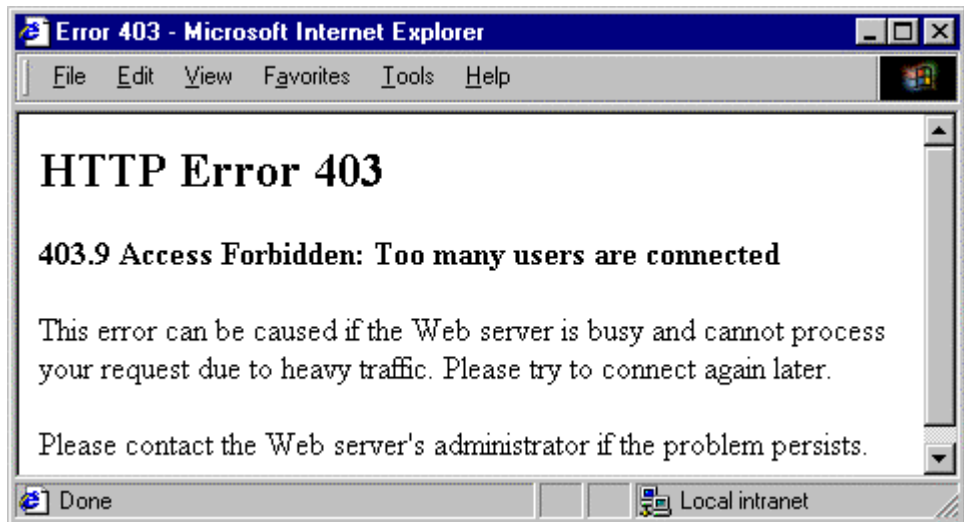 Error 403 - Microsoft Internet Explorer
File Edit View Favorites Tools Help
HTTP Error 403
403.9 Access Forbidden: Too many users are connected
This error can be caused if the Web server is busy and cannot process
your request due to heavy traffic. Please try to connect again later.
Please contact the Web server's administrator if the problem persists.
Done Local intranet